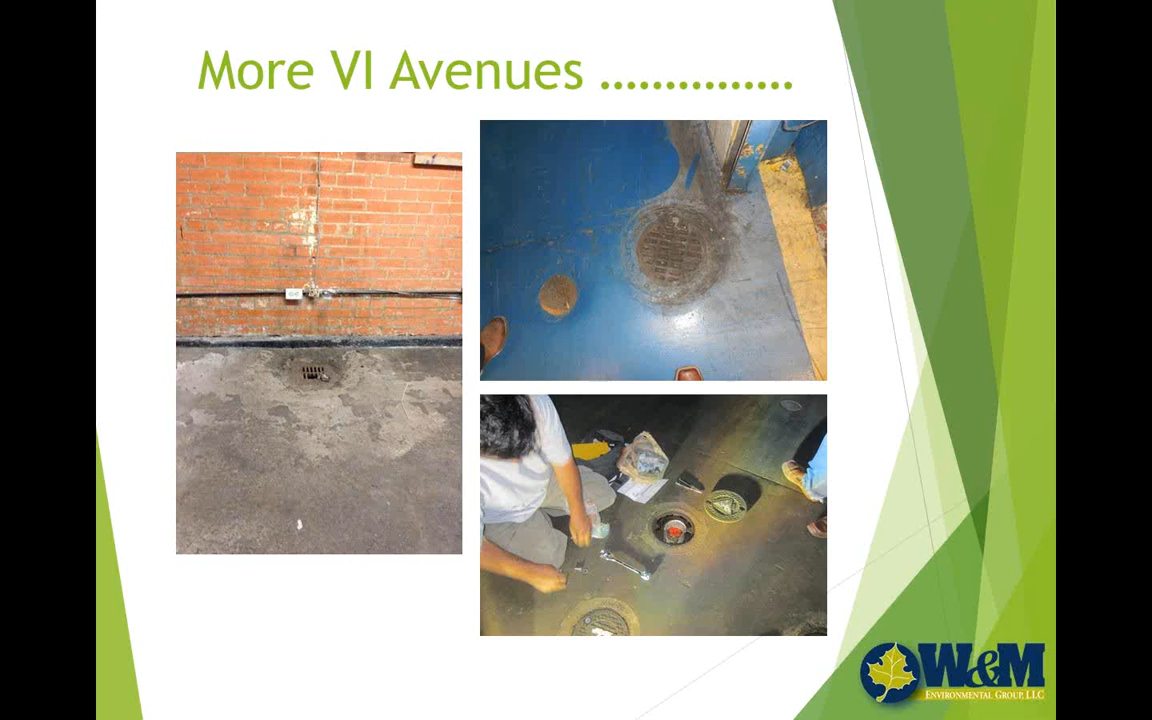 More VI Avenues ...............
W&M
ENVIRONMENTAL GROUP, LLC